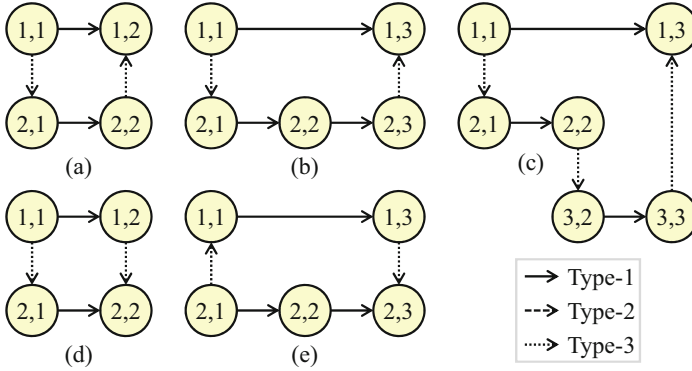 1,1 1,2 1,1 1,3 1,1 1,3
2,1 2,2 2,1 2,2 2,3 2,1 2,2
(a) (b) (c)
1,1 1,2 1,1 1,3 3,2 3,3
Type-1
2,1 2,2 2,1 2,2 2,3 Type-2
(d) (e) Type-3